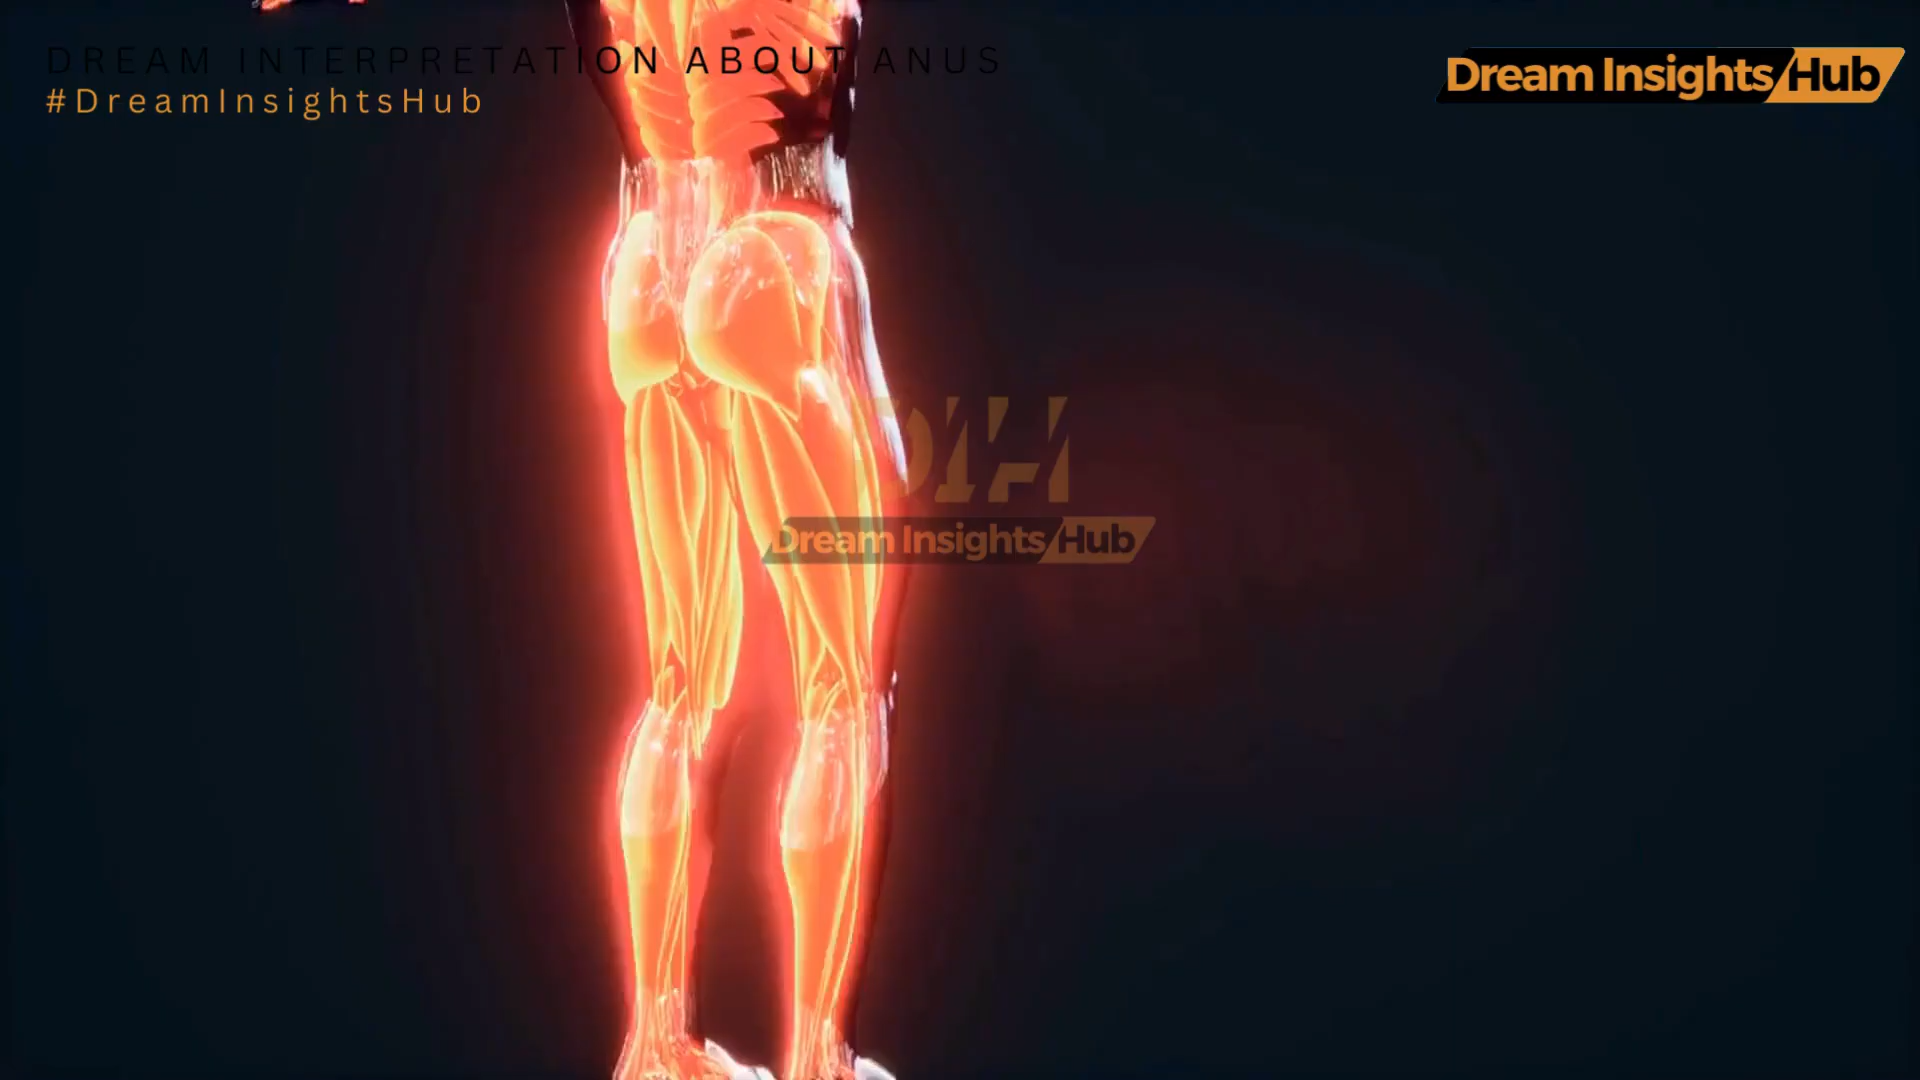 DREAM INTERPRETATION ABOUT ANUS
#DreamInsightsHub
Dream Insights Hub
DIH
Dream Insights Hub